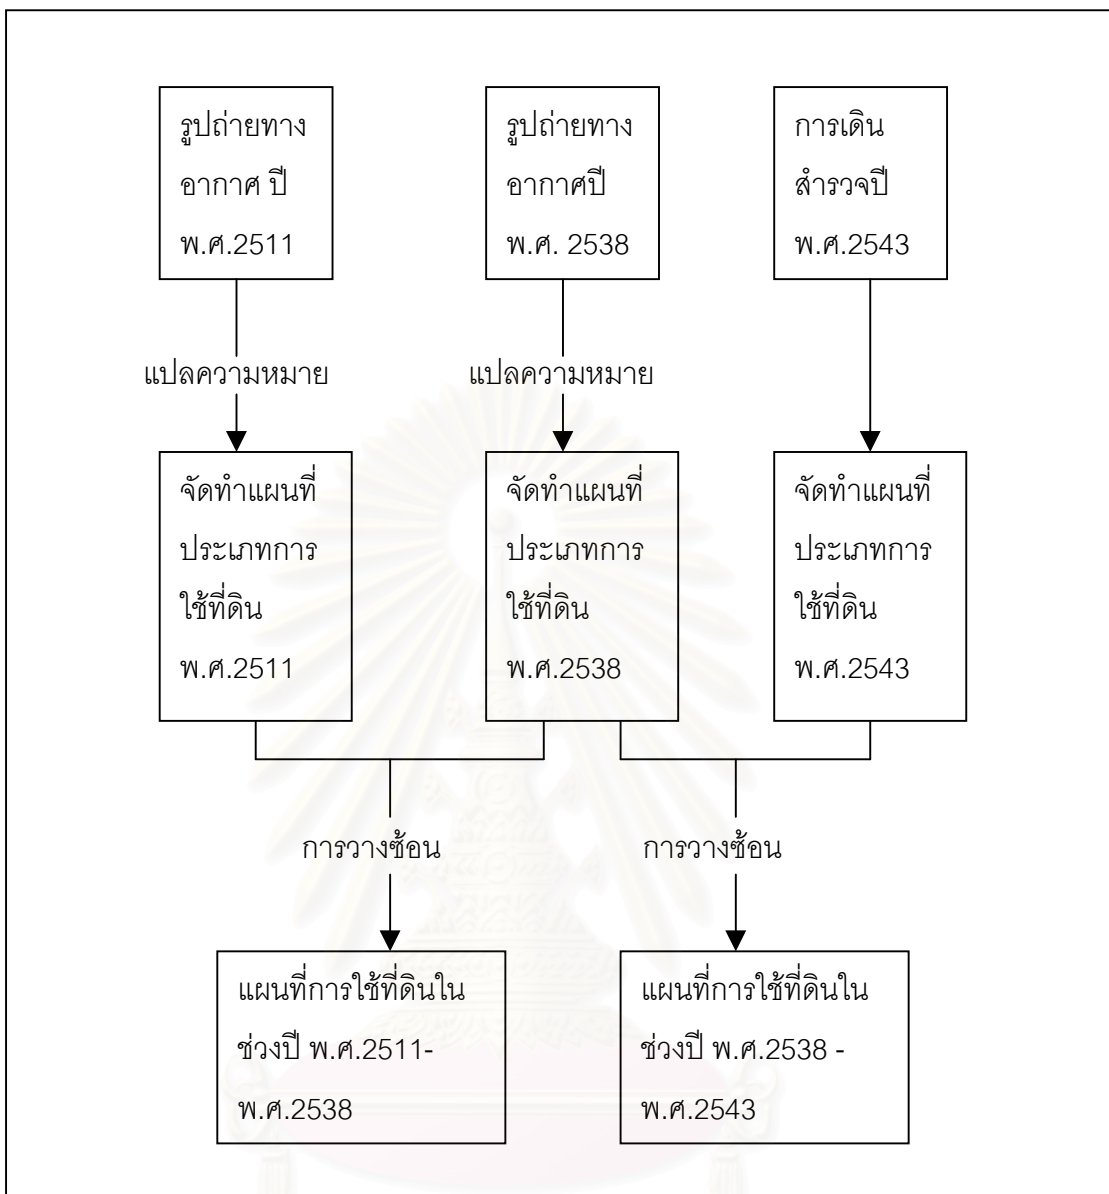 รูปถ่ายทาง
อากาศ ปี
พ.ศ.2511
รูปถ่ายทาง
อากาศปี
พ.ศ. 2538
การเดิน
สำรวจปี
พ.ศ.2543
แปลความหมาย
แปลความหมาย
จัดทำแผนที่
ประเภทการ
ใช้ที่ดิน
พ.ศ.2511
จัดทำแผนที่
ประเภทการ
ใช้ที่ดิน
พ.ศ.2538
จัดทำแผนที่
ประเภทการ
ใช้ที่ดิน
พ.ศ.2543
การวางซ้อน
การวางซ้อน
แผนที่การใช้ที่ดินใน
ช่วงปี พ.ศ.2511-
พ.ศ.2538
แผนที่การใช้ที่ดินใน
ช่วงปี พ.ศ.2538 -
พ.ศ.2543